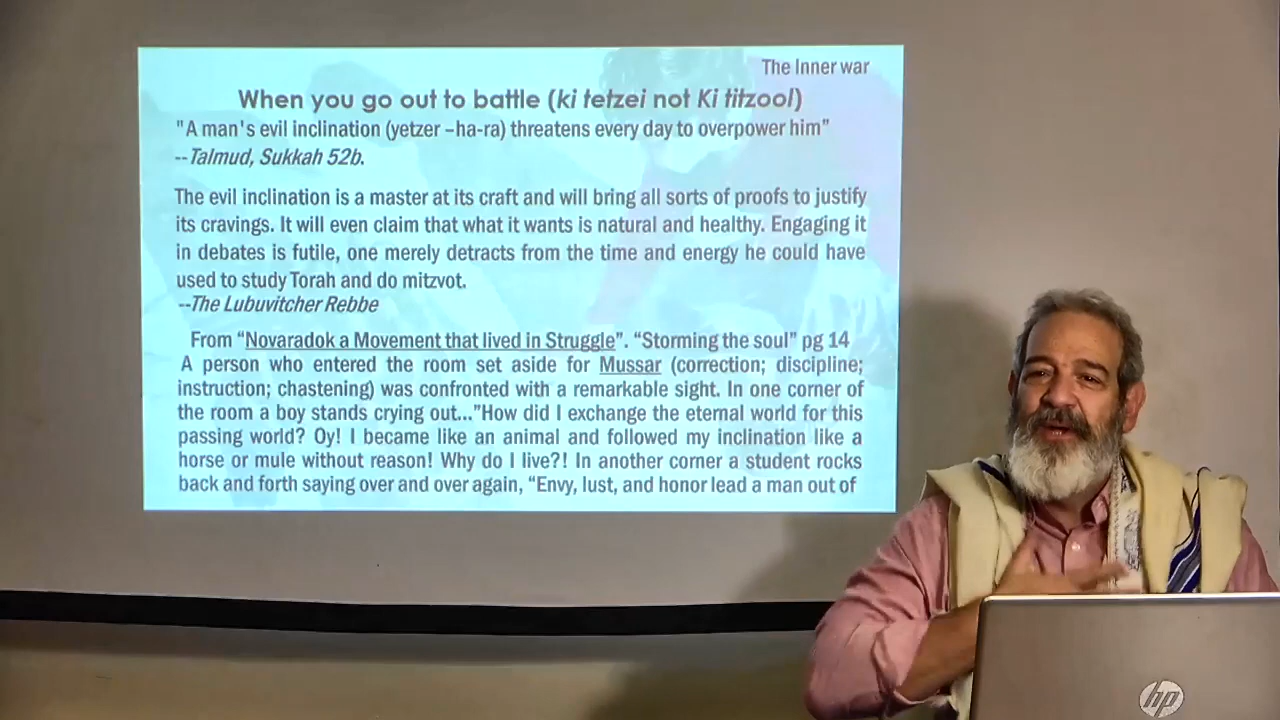 The Inner war
When you go out to battle (ki tetzei not Ki titzool)
"A man's evil inclination (yetzer –ha-ra) threatens every day to overpower him”
--Talmud, Sukkah 52b.
The evil inclination is a master at its craft and will bring all sorts of proofs to justify
its cravings. It will even claim that what it wants is natural and healthy. Engaging it
in debates is futile, one merely detracts from the time and energy he could have
used to study Torah and do mitzvot.
--The Lubuvitcher Rebbe
From “Novaradok a Movement that lived in Struggle”. “Storming the soul” pg 14
A person who entered the room set aside for Mussar (correction; discipline;
instruction; chastening) was confronted with a remarkable sight. In one corner of
the room a boy stands crying out...”How did I exchange the eternal world for this
passing world? Oy! I became like an animal and followed my inclination like a
horse or mule without reason! Why do I live?! In another corner a student rocks
back and forth saying over and over again, “Envy, lust, and honor lead a man out of
hp